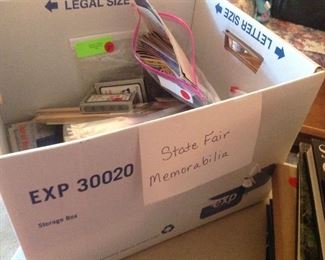 LEGAL SIZE
LETTER SIZE
State Fair
Memorabilia
EXP 30020
Storage Box
exp